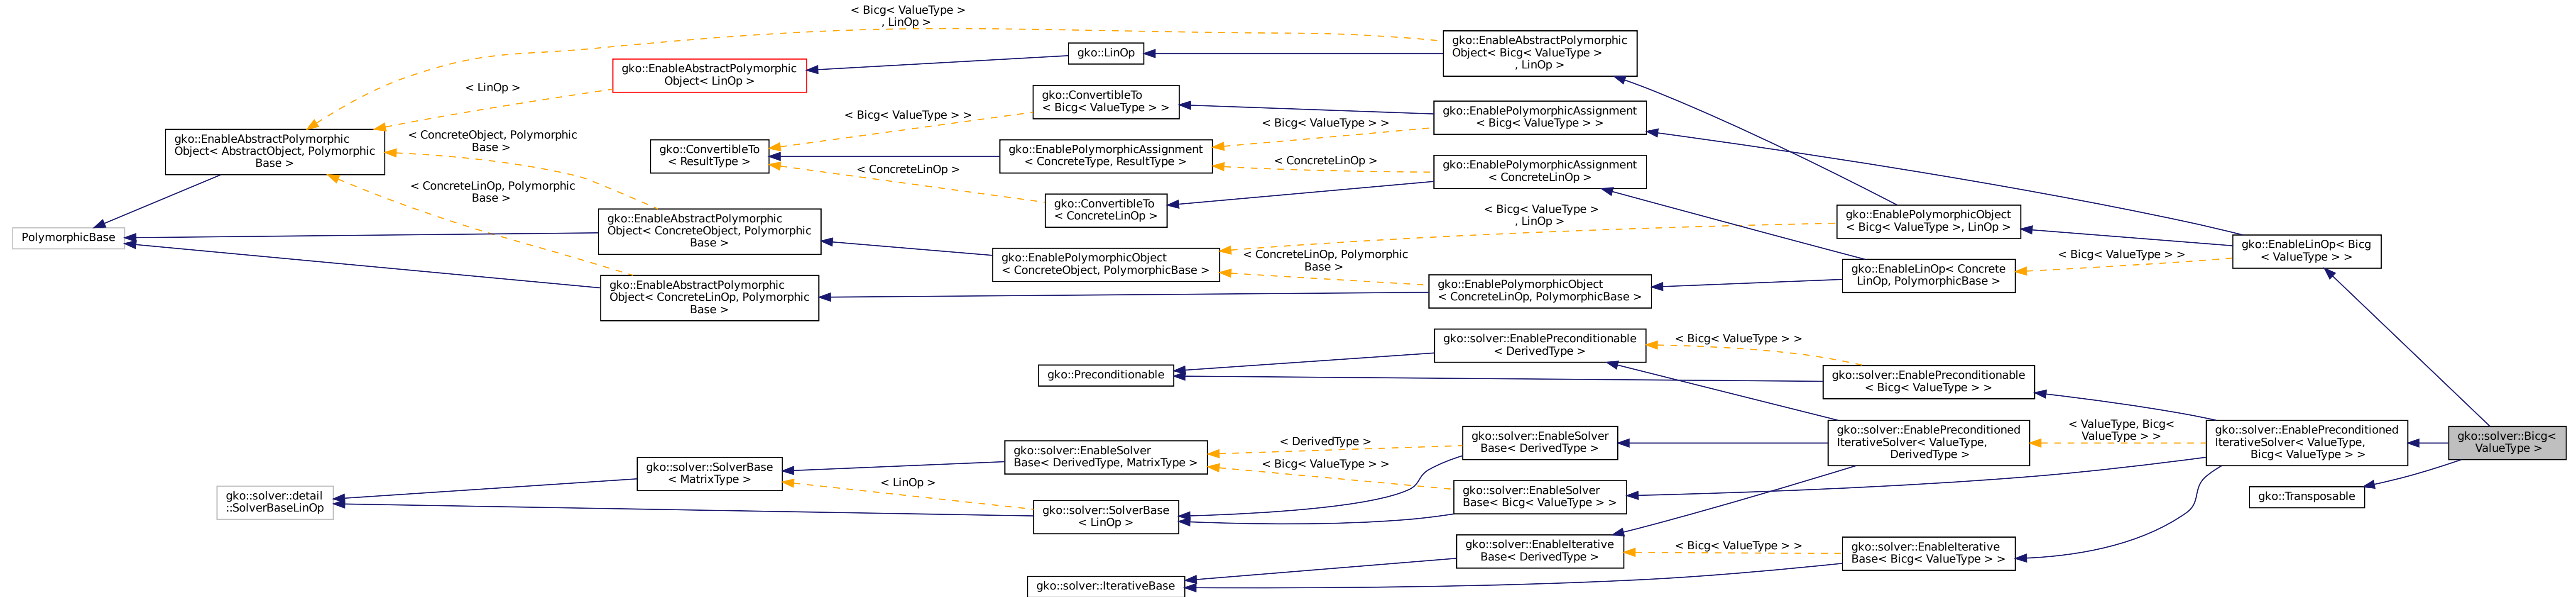 < Bicg< ValueType >
, LinOp >
gko::EnableAbstractPolymorphic
Object< Bicg< ValueType >
, LinOp >
gko::LinOp
gko::EnableAbstractPolymorphic
Object< LinOp >
< LinOp >
gko::ConvertibleTo
< Bicg< ValueType > >
gko::EnablePolymorphicAssignment
< Bicg< ValueType > >
< Bicg< ValueType > >
< Bicg< ValueType > >
gko::EnableAbstractPolymorphic
Object< AbstractObject, Polymorphic
Base >
< ConcreteObject, Polymorphic
Base >
gko::ConvertibleTo
< ResultType >
gko::EnablePolymorphicAssignment
< ConcreteType, ResultType >
< ConcreteLinOp >
< ConcreteLinOp >
gko::EnablePolymorphicAssignment
< ConcreteLinOp >
< ConcreteLinOp, Polymorphic
Base >
gko::ConvertibleTo
< ConcreteLinOp >
< Bicg< ValueType >
, LinOp >
gko::EnablePolymorphicObject
< Bicg< ValueType >, LinOp >
PolymorphicBase
gko::EnableAbstractPolymorphic
Object< ConcreteObject, Polymorphic
Base >
gko::EnablePolymorphicObject
< ConcreteObject, PolymorphicBase >
< ConcreteLinOp, Polymorphic
Base >
gko::EnableLinOp< Concrete
LinOp, PolymorphicBase >
< Bicg< ValueType > >
gko::EnableLinOp< Bicg
< ValueType > >
gko::EnableAbstractPolymorphic
Object< ConcreteLinOp, Polymorphic
Base >
gko::EnablePolymorphicObject
< ConcreteLinOp, PolymorphicBase >
gko::solver::EnablePreconditionable
< DerivedType >
< Bicg< ValueType > >
gko::Preconditionable
gko::solver::EnablePreconditionable
< Bicg< ValueType > >
gko::solver::EnableSolver
Base< DerivedType, MatrixType >
< DerivedType >
< Bicg< ValueType > >
gko::solver::EnableSolver
Base< DerivedType >
gko::solver::EnablePreconditioned
IterativeSolver< ValueType,
DerivedType >
< ValueType, Bicg<
ValueType > >
gko::solver::EnablePreconditioned
IterativeSolver< ValueType,
Bicg< ValueType > >
gko::solver::Bicg<
ValueType >
gko::solver::SolverBase
< MatrixType >
< LinOp >
gko::solver::detail
::SolverBaseLinOp
gko::solver::SolverBase
< LinOp >
gko::solver::EnableSolver
Base< Bicg< ValueType > >
gko::Transposable
gko::solver::EnableIterative
Base< DerivedType >
< Bicg< ValueType > >
gko::solver::EnableIterative
Base< Bicg< ValueType > >
gko::solver::IterativeBase